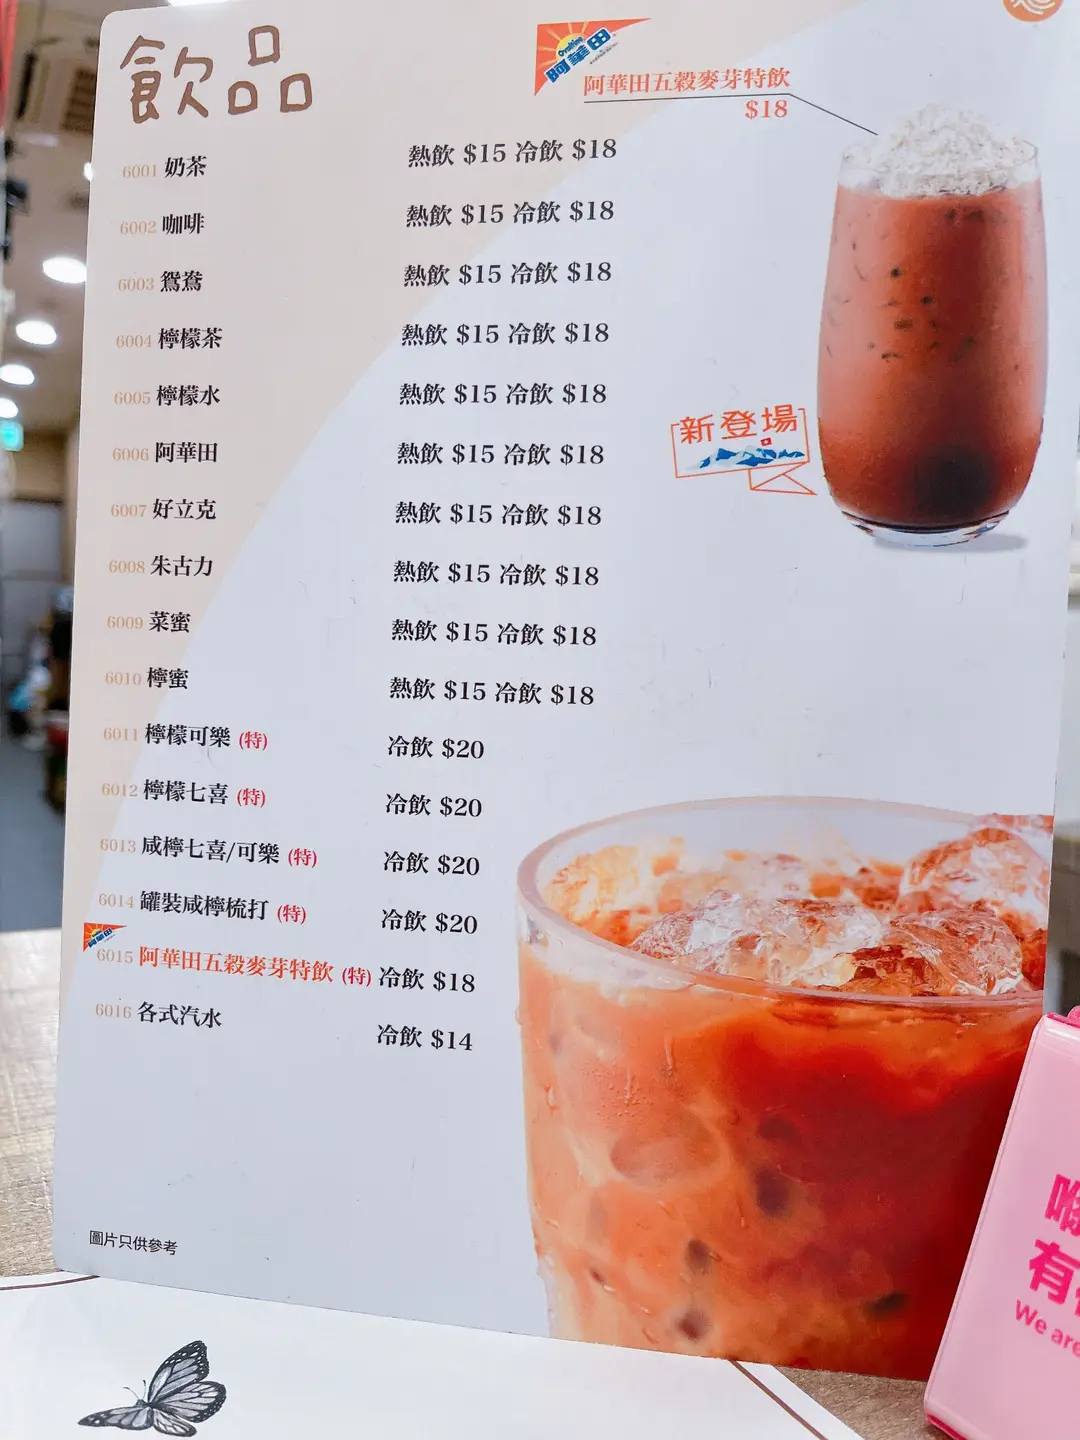 飲品
Ovaltine
阿華田
阿華田五穀麥芽特飲
$18
6001 奶茶 熱飲 $15 冷飲 $18
6002 咖啡 熱飲 $15 冷飲 $18
6003 鴛鴦 熱飲 $15 冷飲 $18
6004 檸檬茶 熱飲 $15 冷飲 $18
6005 檸檬水 熱飲 $15 冷飲 $18
6006 阿華田 熱飲 $15 冷飲 $18
6007 好立克 熱飲 $15 冷飲 $18
6008 朱古力 熱飲 $15 冷飲 $18
6009 菜蜜 熱飲 $15 冷飲 $18
6010 檸蜜 熱飲 $15 冷飲 $18
6011 檸檬可樂 (特) 冷飲 $20
6012 檸檬七喜 (特) 冷飲 $20
6013 咸檸七喜/可樂 (特) 冷飲 $20
6014 罐裝咸檸梳打 (特) 冷飲 $20
阿華田
6015 阿華田五穀麥芽特飲 (特) 冷飲 $18
6016 各式汽水 冷飲 $14
新登場
圖片只供參考
有
We are